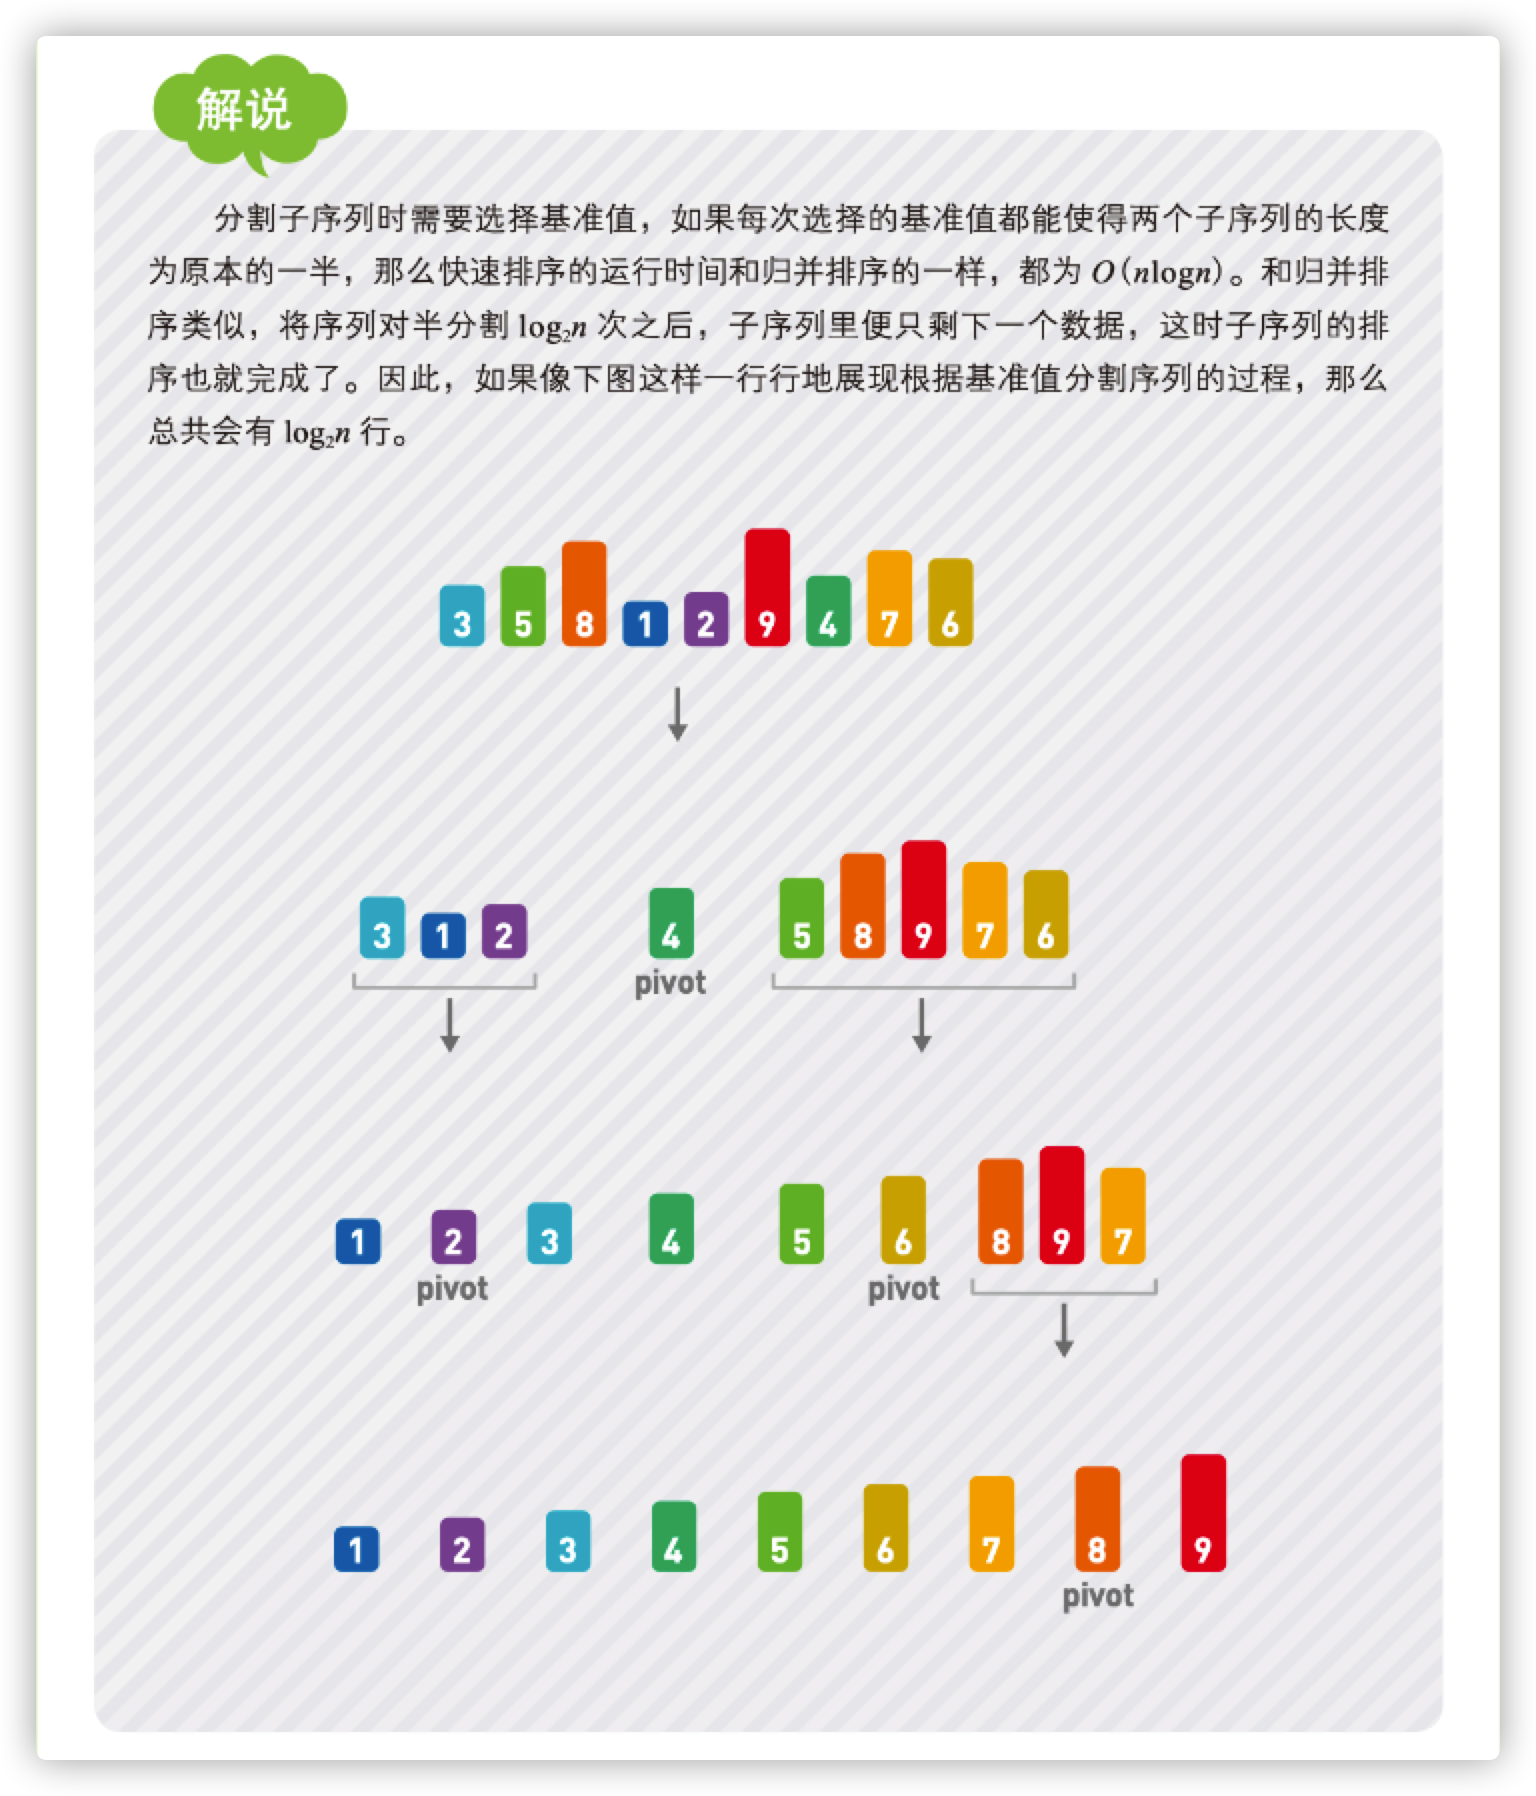 解说
分割子序列时需要选择基准值，如果每次选择的基准值都能使得两个子序列的长度
为原本的一半，那么快速排序的运行时间和归并排序的一样，都为 O(nlogn)。和归并排
序类似，将序列对半分割 log₂n 次之后，子序列里便只剩下一个数据，这时子序列的排
序也就完成了。因此，如果像下图这样一行行地展现根据基准值分割序列的过程，那么
总共会有 log₂n 行。
3 5 8 1 2 9 4 7 6
3 1 2 4 5 8 9 7 6
pivot
1 2 3 4 5 6 8 9 7
pivot pivot
1 2 3 4 5 6 7 8 9
pivot